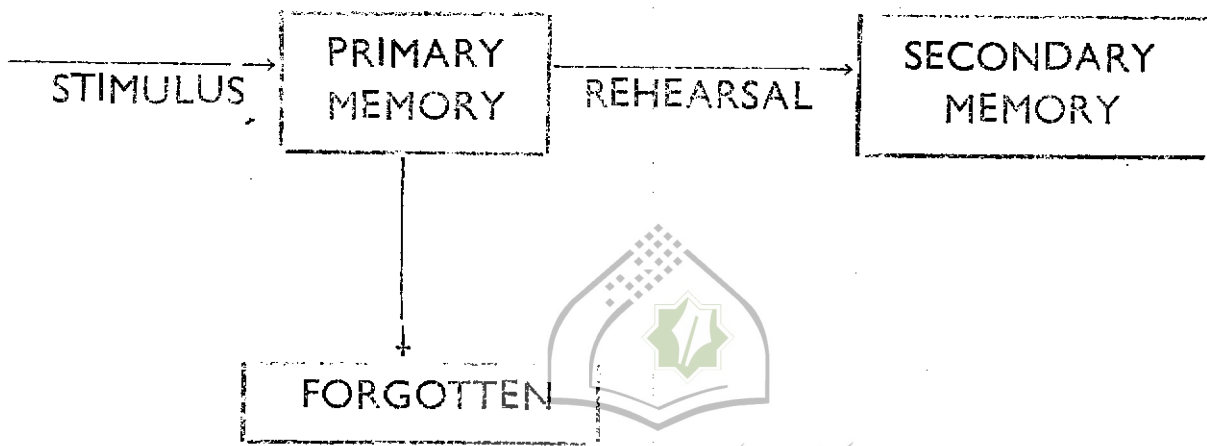 PRIMARY
MEMORY
STIMULUS
REHEARSAL
SECONDARY
MEMORY
FORGOTTEN